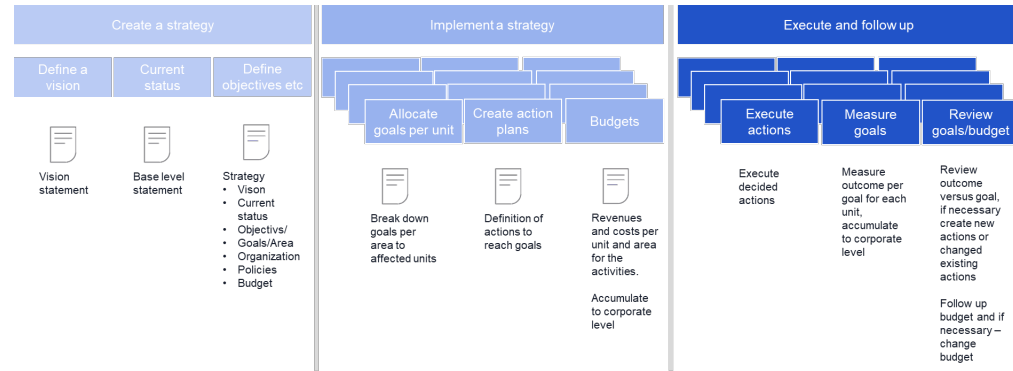 Create a strategy
Define a
vision
Current
status
Define
objectives etc
Vision
statement
Base level
statement
Strategy
• Vison
• Current
status
• Objectivs/
• Goals/Area
• Organization
• Policies
• Budget
Implement a strategy
Allocate
goals per unit
Create action
plans
Budgets
Break down
goals per
area to
affected units
Definition of
actions to
reach goals
Revenues
and costs per
unit and area
for the
activities.
Accumulate
to corporate
level
Execute and follow up
Execute
actions
Measure
goals
Review
goals/budget
Execute
decided
actions
Measure
outcome per
goal for each
unit,
accumulate
to corporate
level
Review
outcome
versus goal,
if necessary
create new
actions or
changed
existing
actions
Follow up
budget and if
necessary –
change
budget